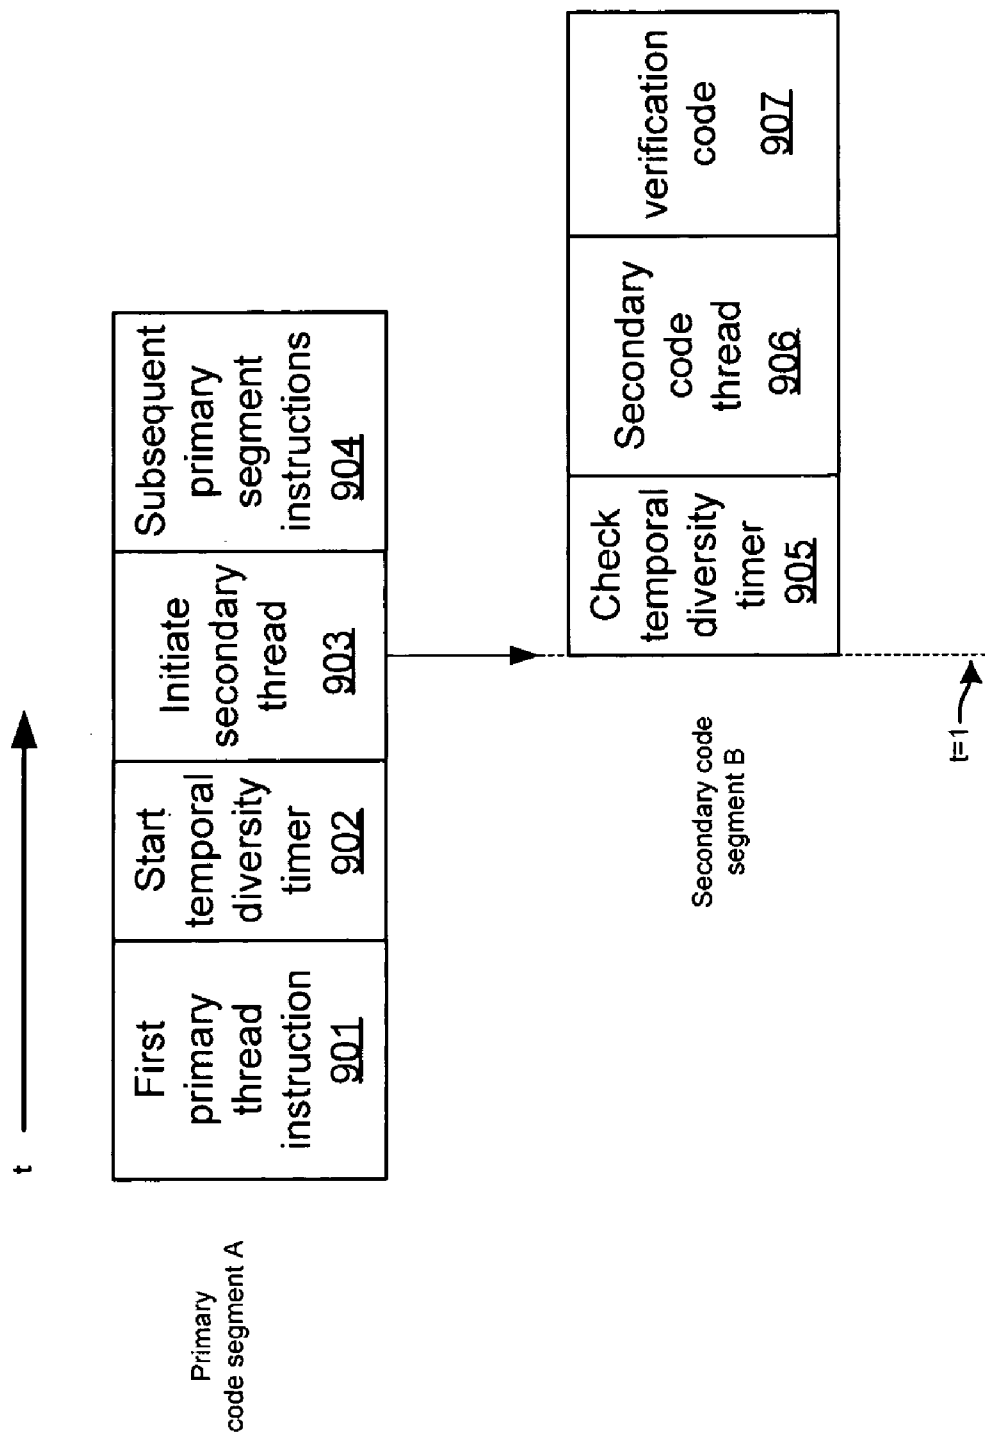 t
Primary
code segment A
First
primary
thread
instruction
901
Start
temporal
diversity
timer
902
Initiate
secondary
thread
903
Subsequent
primary
segment
instructions
904
Secondary code
segment B
Check
temporal
diversity
timer
905
Secondary
code
thread
906
verification
code
907
t=1